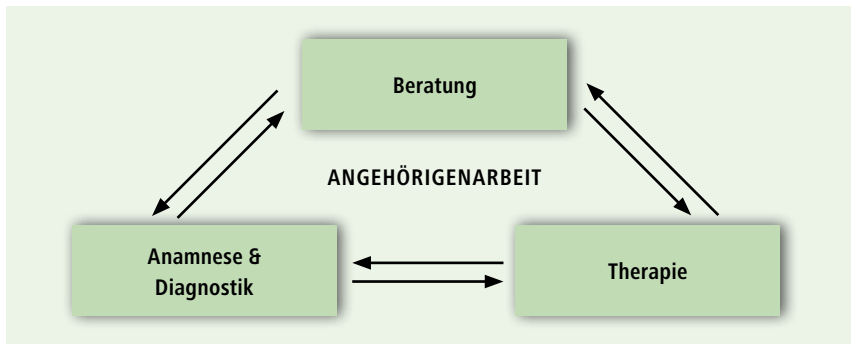 Beratung
ANGEHÖRIGENARBEIT
Anamnese &
Diagnostik
Therapie